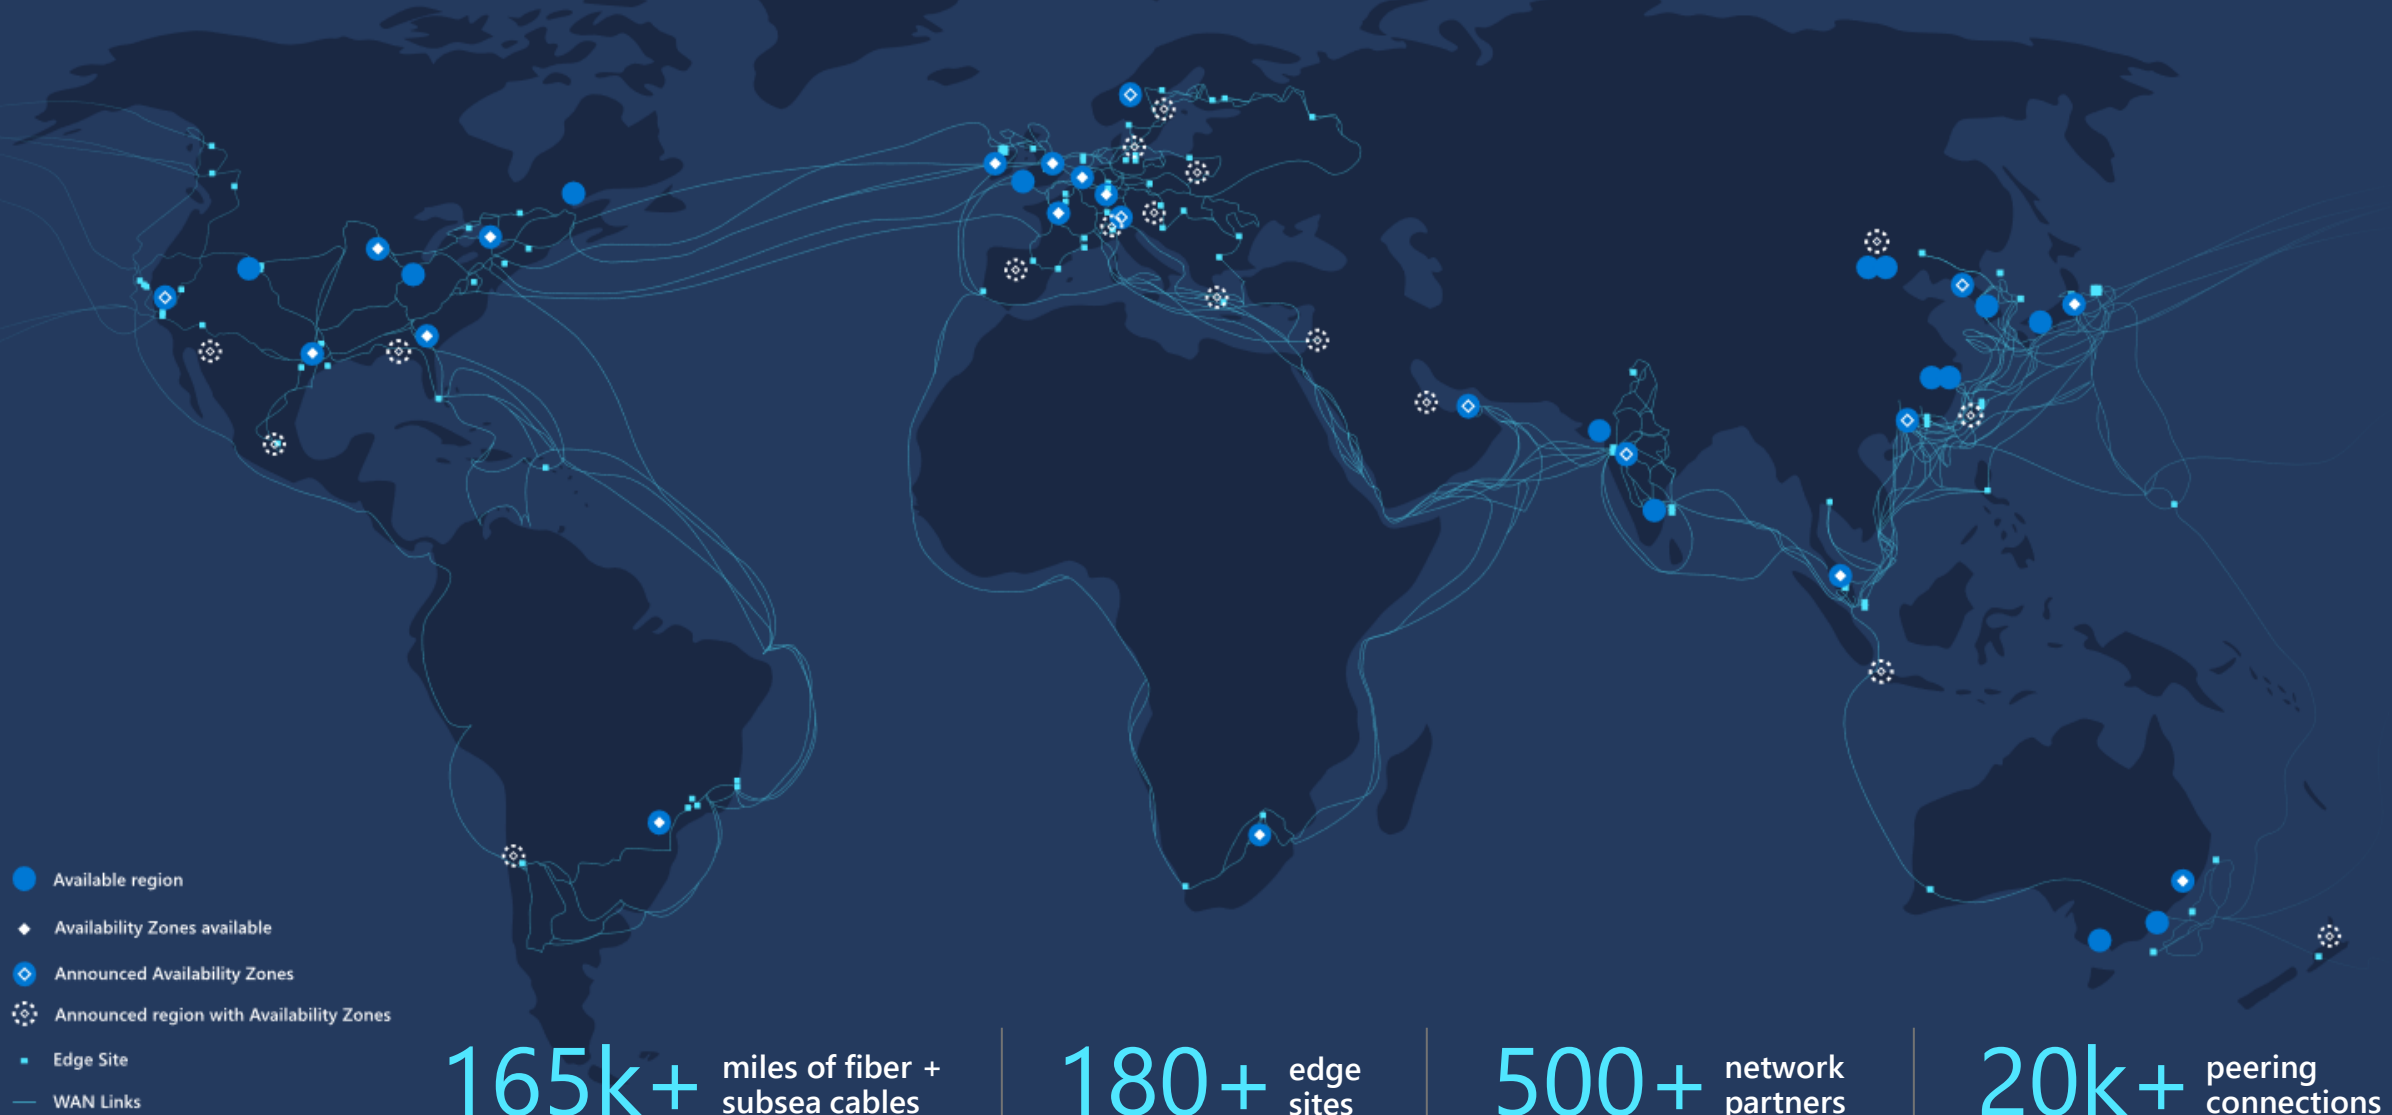 Available region
Availability Zones available
Announced Availability Zones
Announced region with Availability Zones
Edge Site
WAN Links
165k+ miles of fiber +
subsea cables
180+ edge
sites
500+ network
partners
20k+ peering
connections